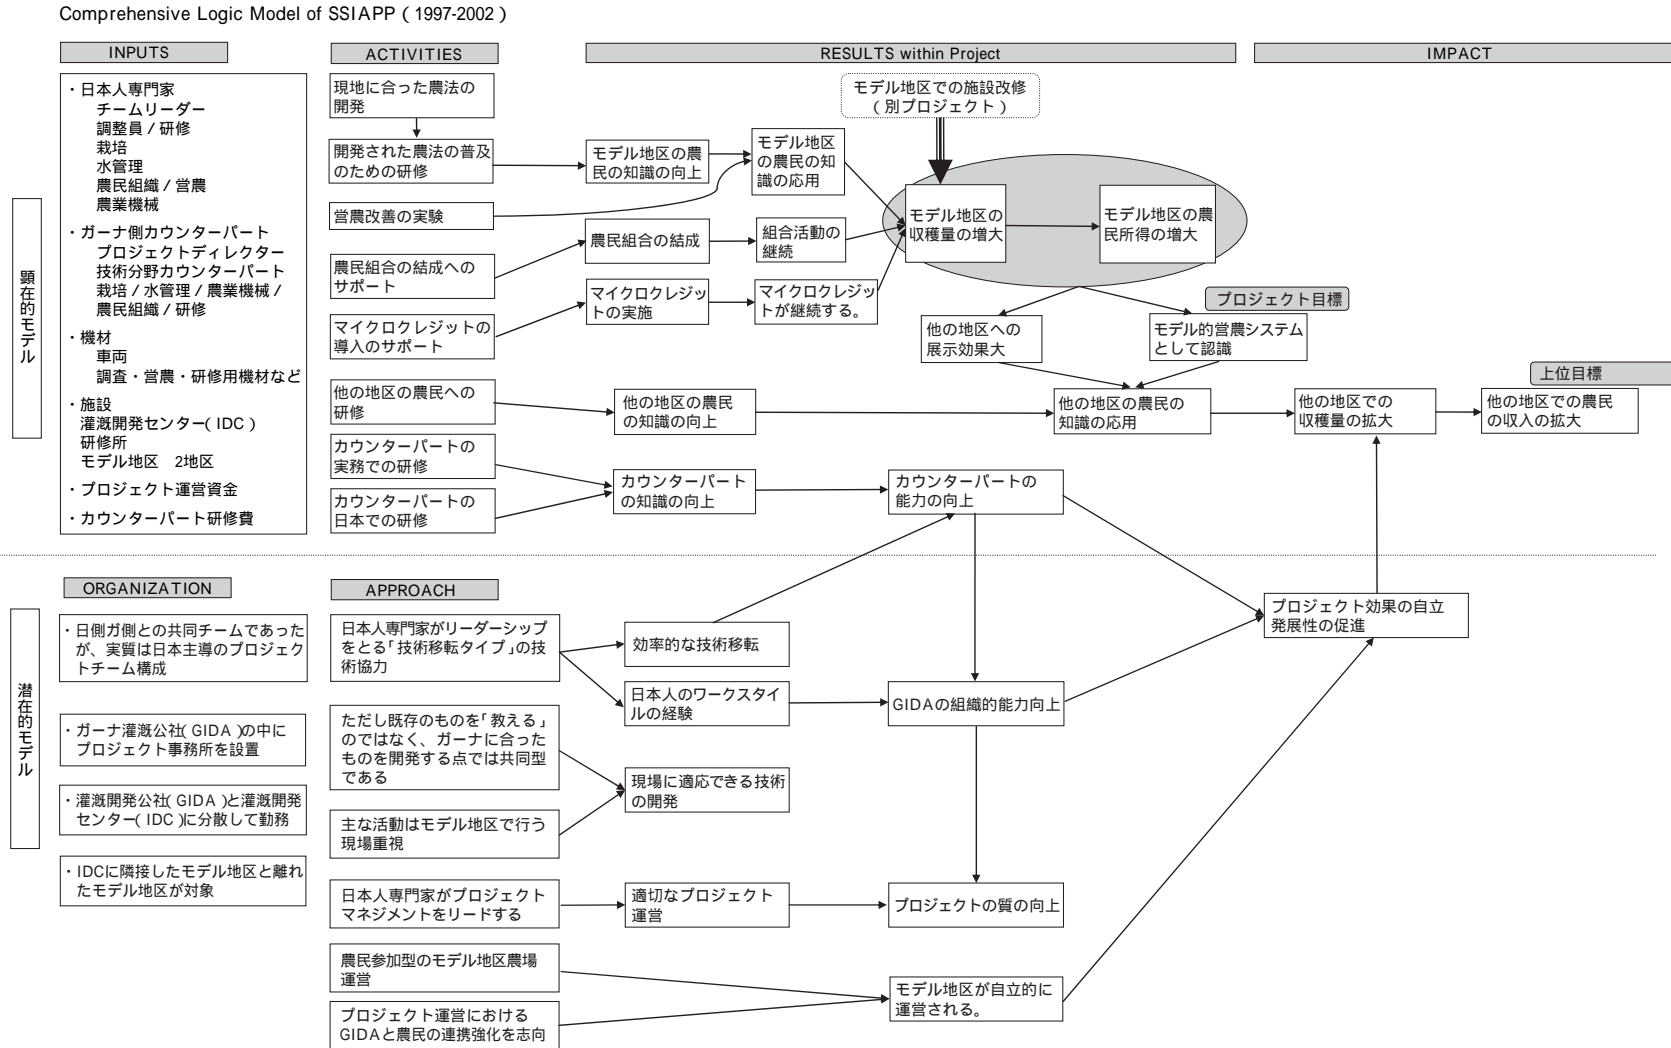 Comprehensive Logic Model of SSIAPP ( 1997-2002 )
INPUTS
ACTIVITIES
RESULTS within Project
IMPACT
顕在的モデル
・日本人専門家
チームリーダー
調整員 / 研修
栽培
水管理
農民組織 / 営農
農業機械
・ガーナ側カウンターパート
プロジェクトディレクター
技術分野カウンターパート
栽培 / 水管理 / 農業機械 /
農民組織 / 研修
・機材
車両
調査・営農・研修用機材など
・施設
灌漑開発センター( IDC )
研修所
モデル地区 2地区
・プロジェクト運営資金
・カウンターパート研修費
現地に合った農法の
開発
開発された農法の普及
のための研修
営農改善の実験
農民組合の結成への
サポート
マイクロクレジットの
導入のサポート
他の地区の農民への
研修
カウンターパートの
実務での研修
カウンターパートの
日本での研修
モデル地区の農
民の知識の向上
農民組合の結成
マイクロクレジッ
トの実施
他の地区の農民
の知識の向上
カウンターパート
の知識の向上
モデル地区
の農民の知
識の応用
組合活動の
継続
マイクロクレジッ
トが継続する。
モデル地区での施設改修
( 別プロジェクト )
モデル地区の
収穫量の増大
モデル地区の農
民所得の増大
プロジェクト目標
他の地区への
展示効果大
モデル的営農システム
として認識
他の地区の農民の
知識の応用
上位目標
他の地区での
収穫量の拡大
他の地区での農民
の収入の拡大
カウンターパートの
能力の向上
潜在的モデル
ORGANIZATION
APPROACH
・日側ガ側との共同チームであった
が、実質は日本主導のプロジェク
トチーム構成
・ガーナ灌漑公社( GIDA )の中に
プロジェクト事務所を設置
・灌漑開発公社( GIDA )と灌漑開発
センター( IDC )に分散して勤務
・IDCに隣接したモデル地区と離れ
たモデル地区が対象
日本人専門家がリーダーシップ
をとる「技術移転タイプ」の技
術協力
ただし既存のものを「教える」
のではなく、ガーナに合った
ものを開発する点では共同型
である
主な活動はモデル地区で行う
現場重視
日本人専門家がプロジェクト
マネジメントをリードする
農民参加型のモデル地区農場
運営
プロジェクト運営における
GIDAと農民の連携強化を志向
効率的な技術移転
日本人のワークスタイ
ルの経験
現場に適応できる技術
の開発
適切なプロジェクト
運営
GIDAの組織的能力向上
プロジェクトの質の向上
モデル地区が自立的に
運営される。
プロジェクト効果の自立
発展性の促進